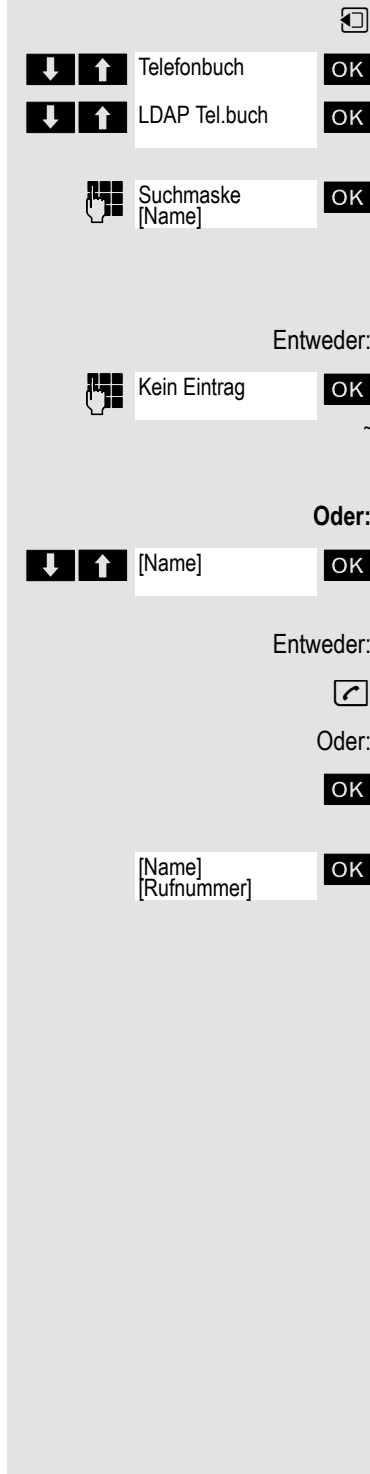 Telefonbuch OK
LDAP Tel.buch OK
Suchmaske OK
[Name]
Entweder:
Kein Eintrag OK
~
Oder:
[Name] OK
Entweder:
Oder:
OK
[Name] OK
[Rufnummer]